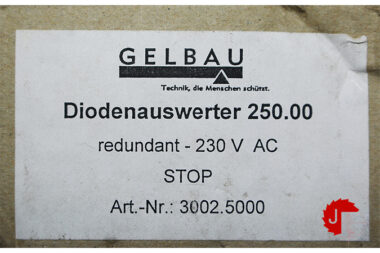 GELBAU
Technik, die Menschen schützt.
Diodenauswerter 250.00
redundant - 230 V AC
STOP
Art.-Nr.: 3002.5000
J